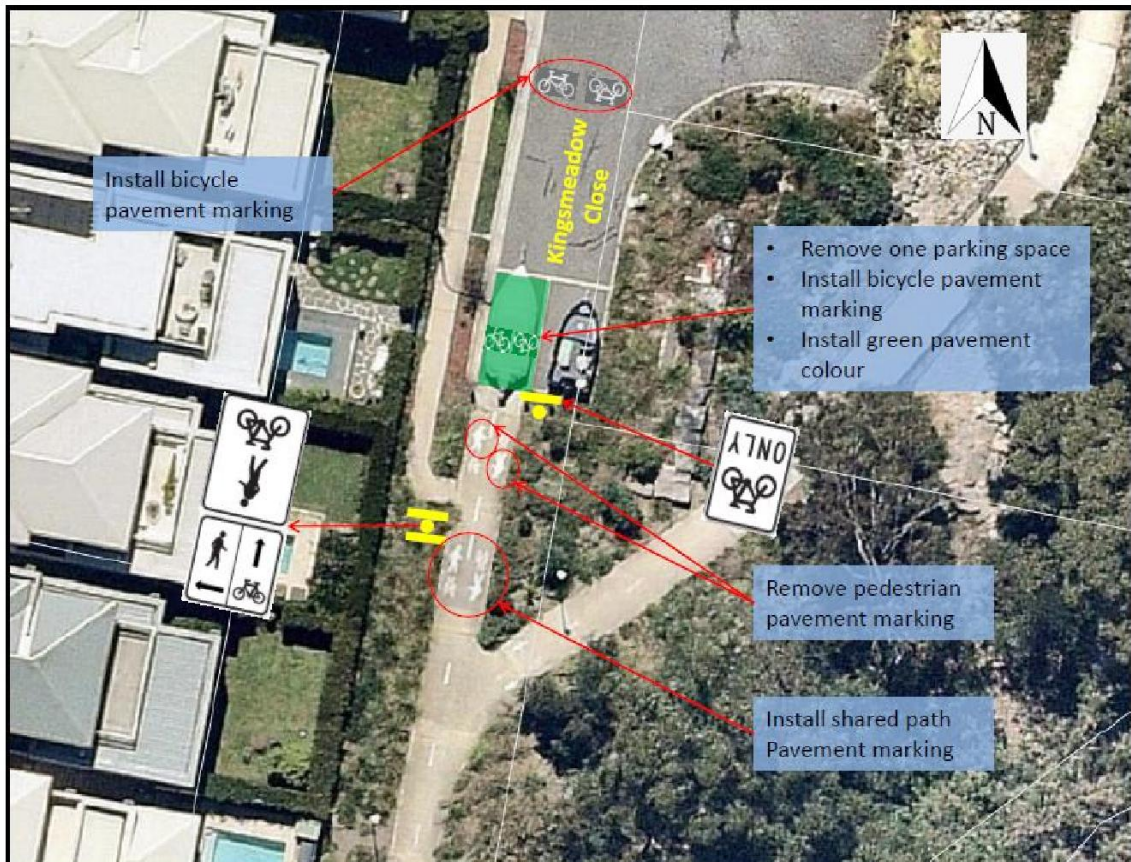 N
Install bicycle
pavement marking
Kingsmeadow
Close
• Remove one parking space
• Install bicycle pavement
marking
• Install green pavement
colour
ONLY
Remove pedestrian
pavement marking
Install shared path
Pavement marking